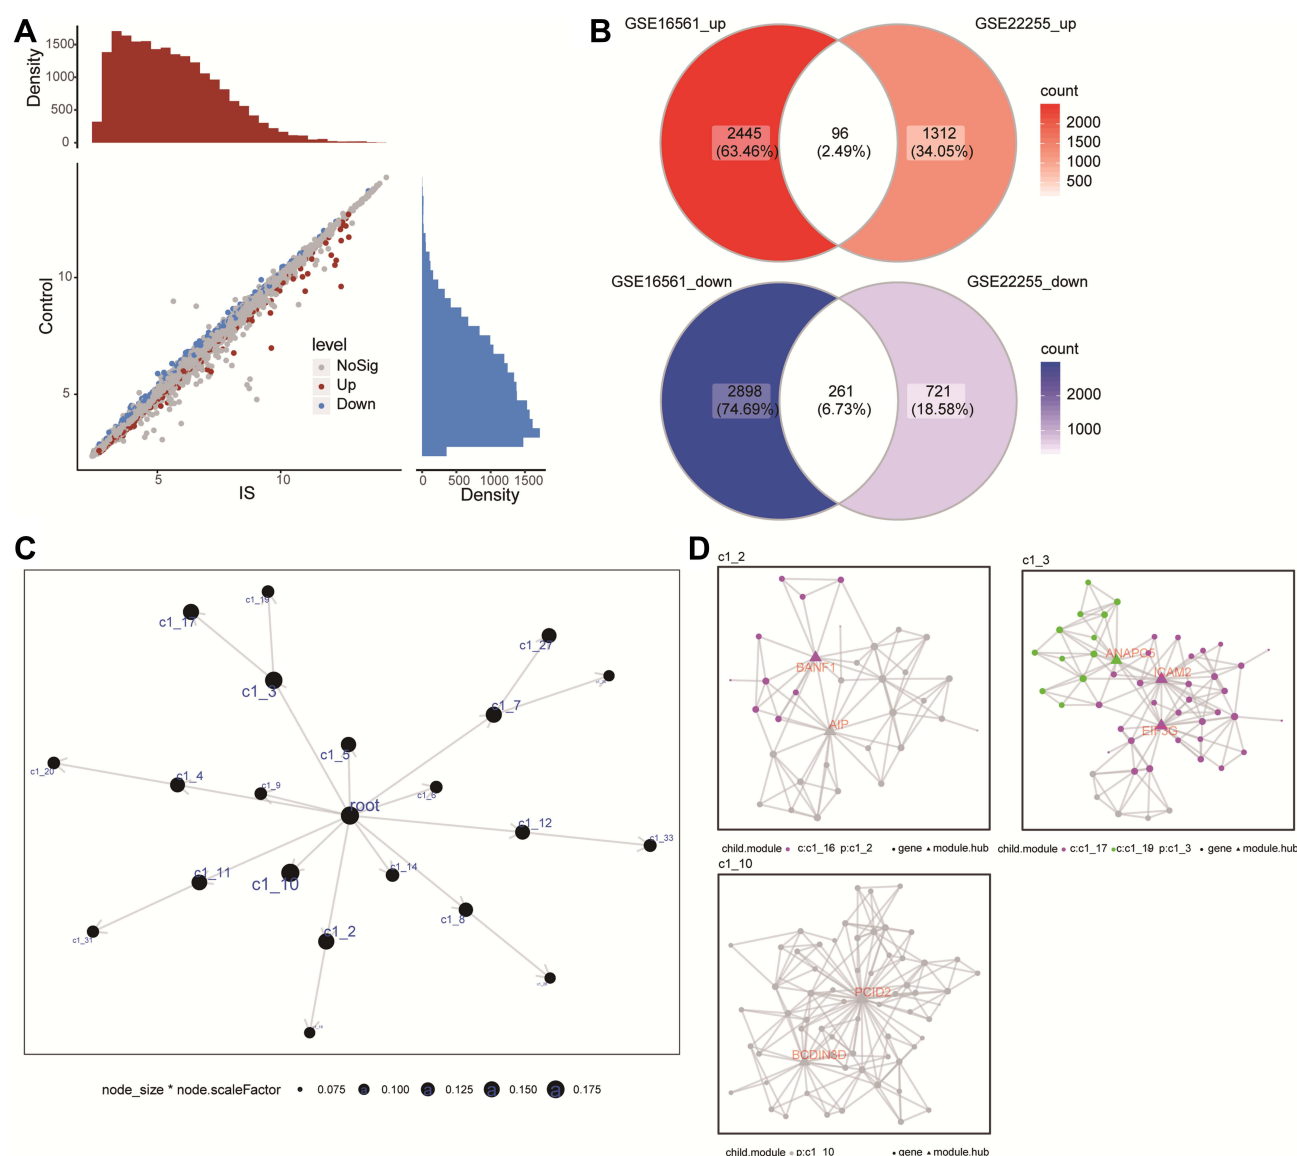 A
Density
1500
1000
500
0
Control
10
5
5
10
IS
level
NoSig
Up
Down
0
500
1000
1500
Density
B
GSE16561_up
GSE22255_up
2445
(63.46%)
96
(2.49%)
1312
(34.05%)
count
2000
1500
1000
500
GSE16561_down
GSE22255_down
2898
(74.69%)
261
(6.73%)
721
(18.58%)
count
2000
1000
C
c1_19
c1_17
c1_27
c1_3
c1_7
c1_5
c1_20
c1_4
c1_9
c1_6
root
c1_12
c1_33
c1_11
c1_10
c1_14
c1_8
c1_31
c1_2
node_size * node.scaleFactor
0.075
a 0.100
a 0.125
a 0.150
a 0.175
D
c1_2
BANF1
AIP
child.module c:c1_16 p:c1_2 gene module.hub
c1_3
ANAPC5
ICAM2
EIF3G
child.module c:c1_17 c:c1_19 p:c1_3 gene module.hub
c1_10
PCID2
BCDIN3D
child.module p:c1_10 gene module.hub